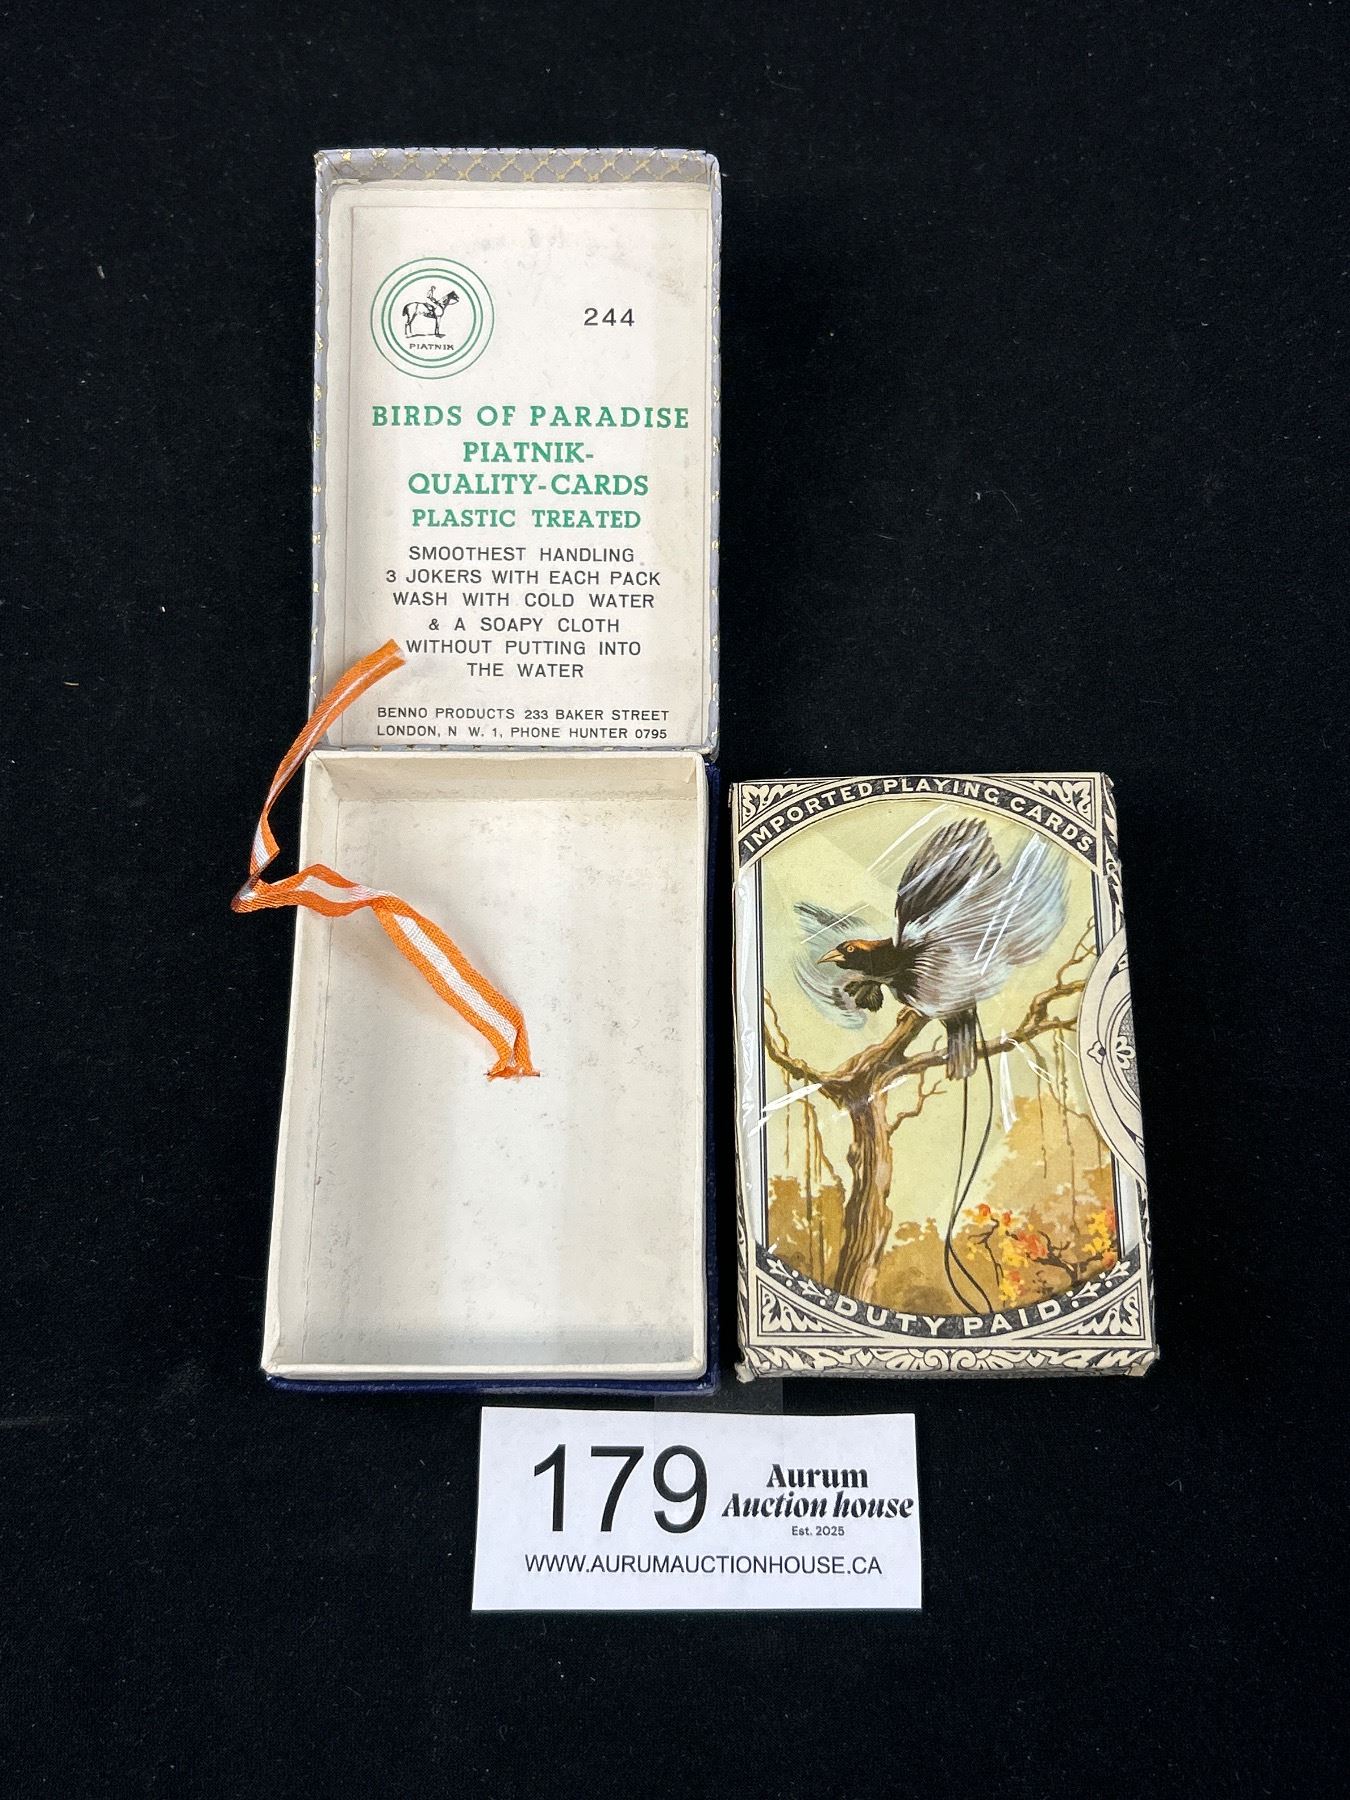 PIATNIK
244
BIRDS OF PARADISE
PIATNIK-
QUALITY-CARDS
PLASTIC TREATED
SMOOTHEST HANDLING
3 JOKERS WITH EACH PACK
WASH WITH COLD WATER
& A SOAPY CLOTH
WITHOUT PUTTING INTO
THE WATER
BENNO PRODUCTS 233 BAKER STREET
LONDON, N W. 1, PHONE HUNTER 0795
IMPORTED PLAYING CARDS
DUTY PAID
179
Aurum
Auction house
Est. 2025
WWW.AURUMAUCTIONHOUSE.CA